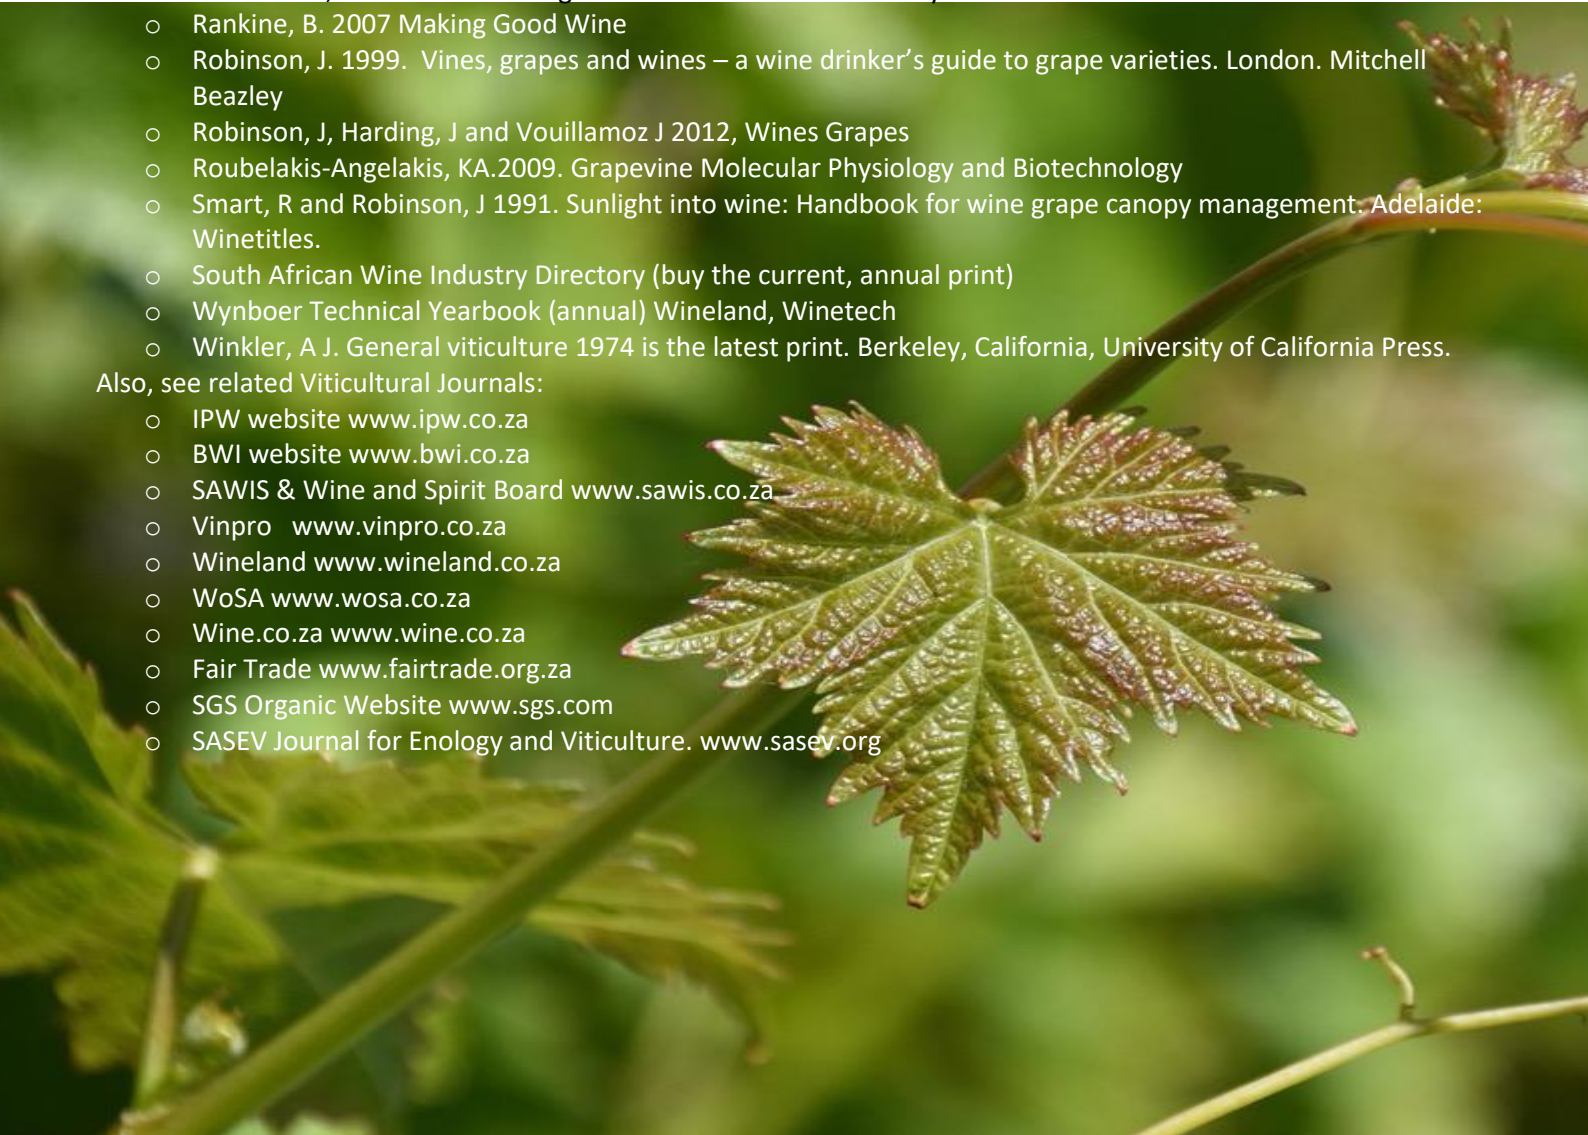 o Rankine, B. 2007 Making Good Wine
o Robinson, J. 1999.  Vines, grapes and wines – a wine drinker’s guide to grape varieties. London. Mitchell
Beazley
o Robinson, J, Harding, J and Vouillamoz J 2012, Wines Grapes
o Roubelakis-Angelakis, KA.2009. Grapevine Molecular Physiology and Biotechnology
o Smart, R and Robinson, J 1991. Sunlight into wine: Handbook for wine grape canopy management. Adelaide:
Winetitles.
o South African Wine Industry Directory (buy the current, annual print)
o Wynboer Technical Yearbook (annual) Wineland, Winetech
o Winkler, A J. General viticulture 1974 is the latest print. Berkeley, California, University of California Press.
Also, see related Viticultural Journals:
o IPW website www.ipw.co.za
o BWI website www.bwi.co.za
o SAWIS & Wine and Spirit Board www.sawis.co.za
o Vinpro   www.vinpro.co.za
o Wineland www.wineland.co.za
o WoSA www.wosa.co.za
o Wine.co.za www.wine.co.za
o Fair Trade www.fairtrade.org.za
o SGS Organic Website www.sgs.com
o SASEV Journal for Enology and Viticulture. www.sasev.org